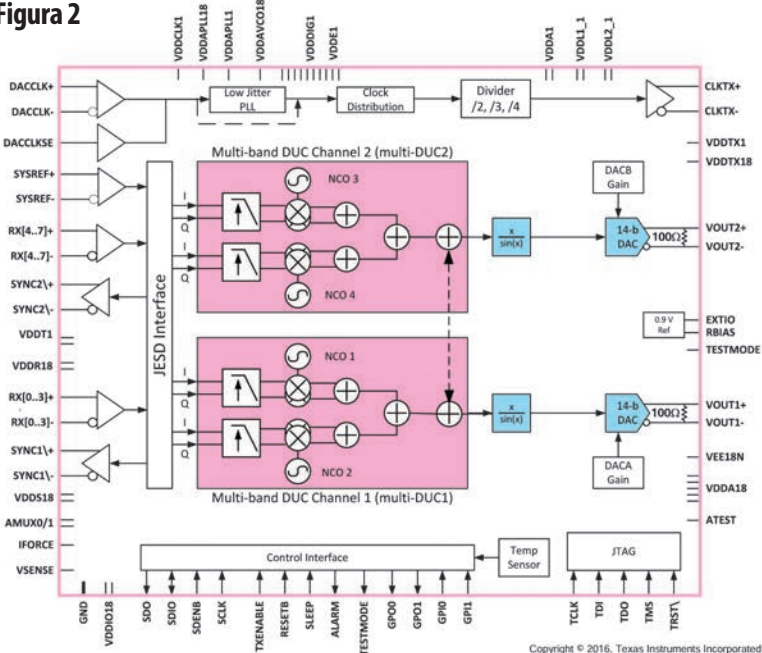 Figura 2
VDDCLK1
VDDAPLL18
VDDAPLL1
VDDAVCO18
VDDDIG1
VDDE1
VDDA1
VDDL1_1
VDDL2_1
DACCLK+
DACCLK-
DACCLKSE
SYSREF+
SYSREF-
RX[4..7]+
RX[4..7]-
SYNC2\+
SYNC2\-
VDDT1
VDDR18
RX[0..3]+
RX[0..3]-
SYNC1\+
SYNC1\-
VDDS18
AMUX0/1
IFORCE
VSENSE
Low Jitter
PLL
Clock
Distribution
Divider
/2, /3, /4
CLKTX+
CLKTX-
VDDTX1
VDDTX18
JESD Interface
Multi-band DUC Channel 2 (multi-DUC2)
I
Q
NCO 3
I
Q
NCO 4
x
sin(x)
DACB
Gain
14-b
DAC
100Ω
VOUT2+
VOUT2-
0.9 V
Ref
EXTIO
RBIAS
TESTMODE
I
Q
NCO 1
I
Q
NCO 2
Multi-band DUC Channel 1 (multi-DUC1)
x
sin(x)
14-b
DAC
100Ω
DACA
Gain
VOUT1+
VOUT1-
VEE18N
VDDA18
ATEST
Control Interface
Temp
Sensor
JTAG
GND
VDDIO18
SDO
SDIO
SDENB
SCLK
TXENABLE
RESETB
SLEEP
ALARM
TESTMODE
GPO0
GPO1
GPI0
GPI1
TCLK
TDI
TDO
TMS
TRST\
Copyright © 2016, Texas Instruments Incorporated